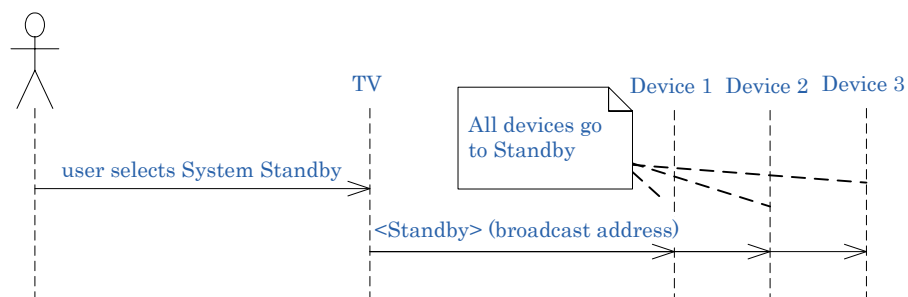 TV
Device 1
Device 2
Device 3
All devices go
to Standby
user selects System Standby
<Standby> (broadcast address)